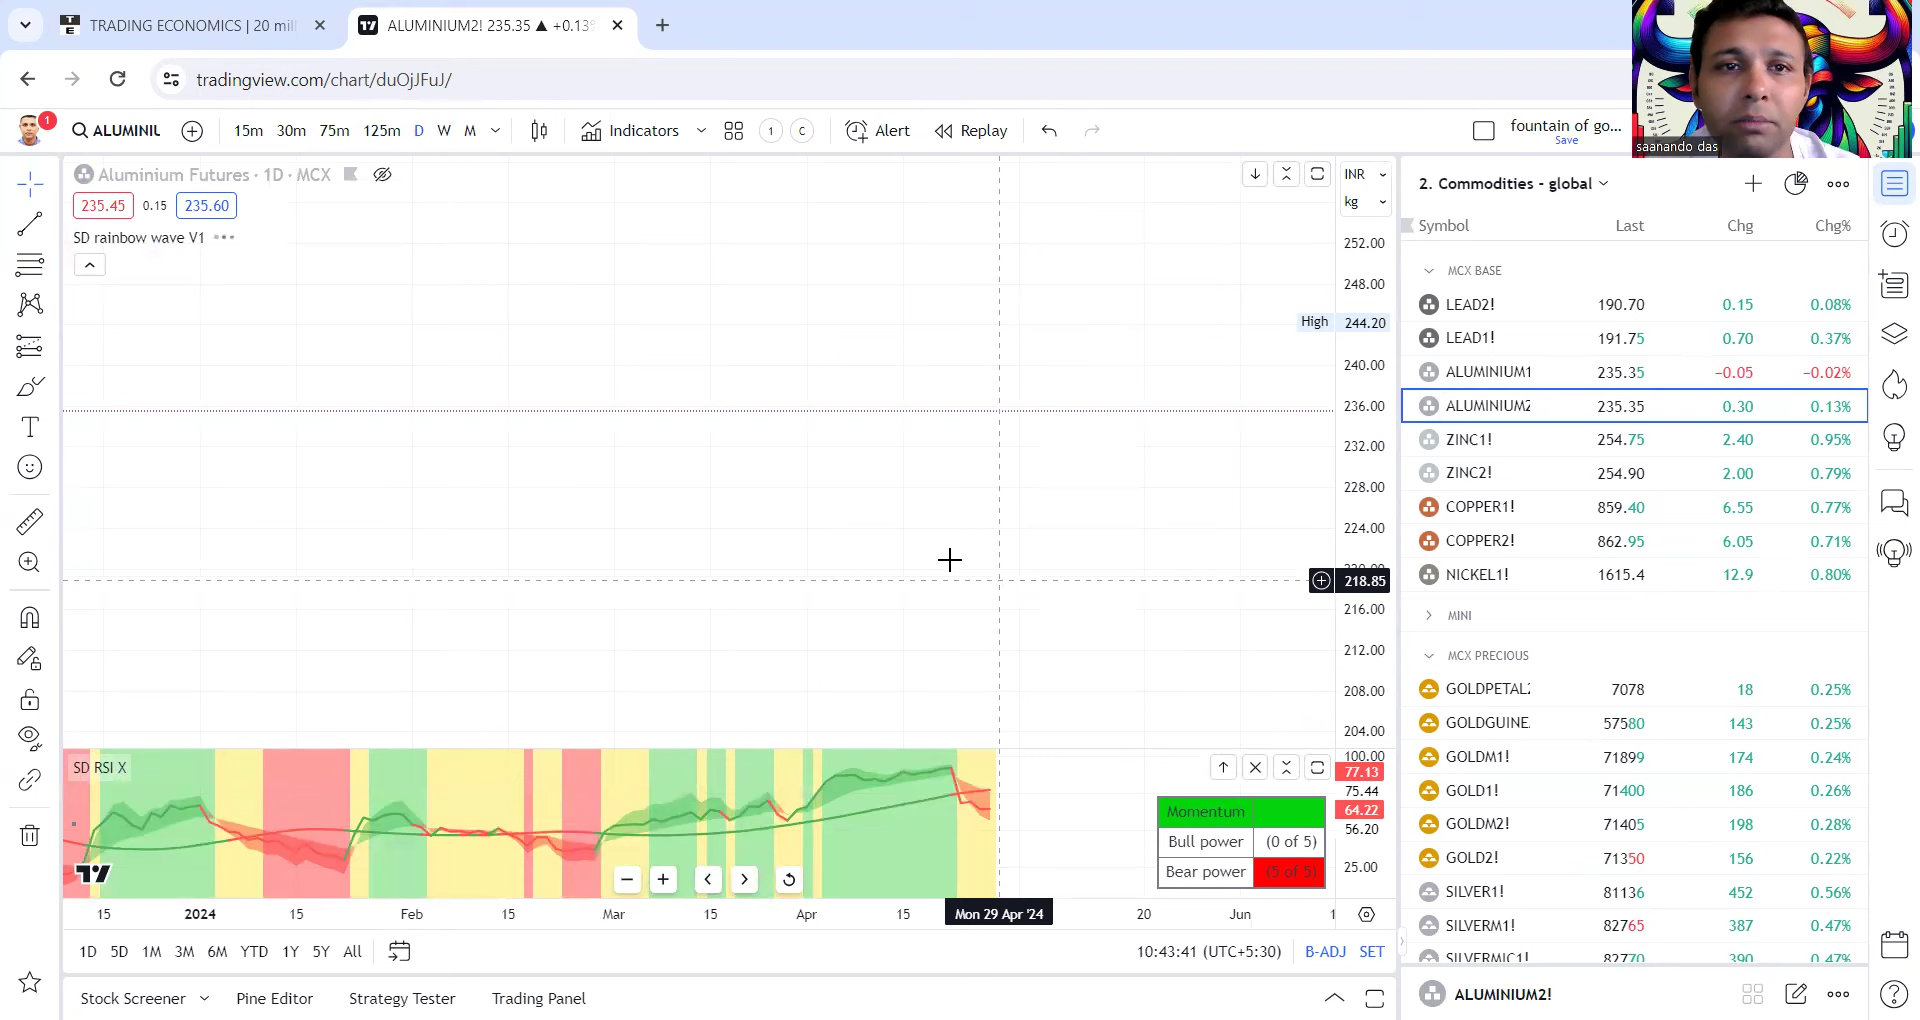 TRADING ECONOMICS | 20 mil
ALUMINIUM2! 235.35 ▲ +0.13%
tradingview.com/chart/duOjJFuJ/
1
ALUMINIU
15m 30m 75m 125m D W M
Indicators
1
C
Alert
Replay
fountain of go...
Save
saanando das
Aluminium Futures · 1D · MCX
235.45 0.15 235.60
SD rainbow wave V1
INR
kg
252.00
248.00
High 244.20
240.00
236.00
232.00
228.00
224.00
218.85
216.00
212.00
208.00
204.00
SD RSI X
100.00
77.13
75.44
64.22
56.20
25.00
Momentum
Bull power (0 of 5)
Bear power (5 of 5)
15 2024 15 Feb 15 Mar 15 Apr 15 Mon 29 Apr '24 20 Jun 1
1D 5D 1M 3M 6M YTD 1Y 5Y All
10:43:41 (UTC+5:30) B-ADJ SET
Stock Screener Pine Editor Strategy Tester Trading Panel
2. Commodities - global
Symbol Last Chg Chg%
MCX BASE
LEAD2! 190.70 0.15 0.08%
LEAD1! 191.75 0.70 0.37%
ALUMINIUM1 235.35 −0.05 −0.02%
ALUMINIUM2 235.35 0.30 0.13%
ZINC1! 254.75 2.40 0.95%
ZINC2! 254.90 2.00 0.79%
COPPER1! 859.40 6.55 0.77%
COPPER2! 862.95 6.05 0.71%
NICKEL1! 1615.4 12.9 0.80%
MINI
MCX PRECIOUS
GOLDPETAL2 7078 18 0.25%
GOLDGUINE 57580 143 0.25%
GOLDM1! 71899 174 0.24%
GOLD1! 71400 186 0.26%
GOLDM2! 71405 198 0.28%
GOLD2! 71350 156 0.22%
SILVER1! 81136 452 0.56%
SILVERM1! 82765 387 0.47%
SILVERMIC1! 82770 390 0.47%
ALUMINIUM2!